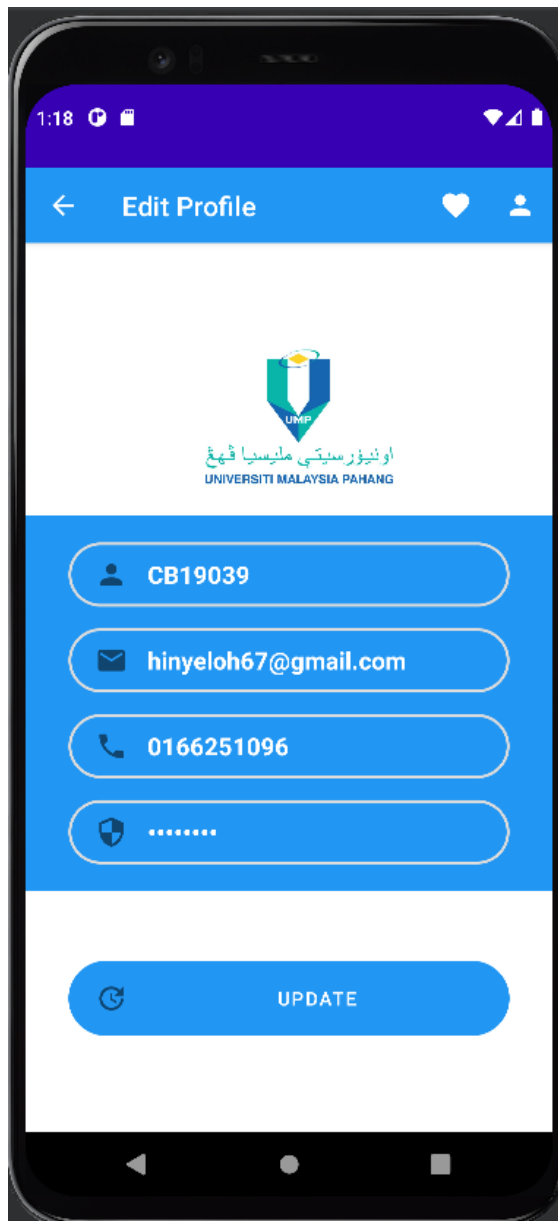 1:18
Edit Profile
UMP
اونيۏرسيتي مليسيا ڤهڠ
UNIVERSITI MALAYSIA PAHANG
CB19039
hinyeloh67@gmail.com
0166251096
••••••••
UPDATE